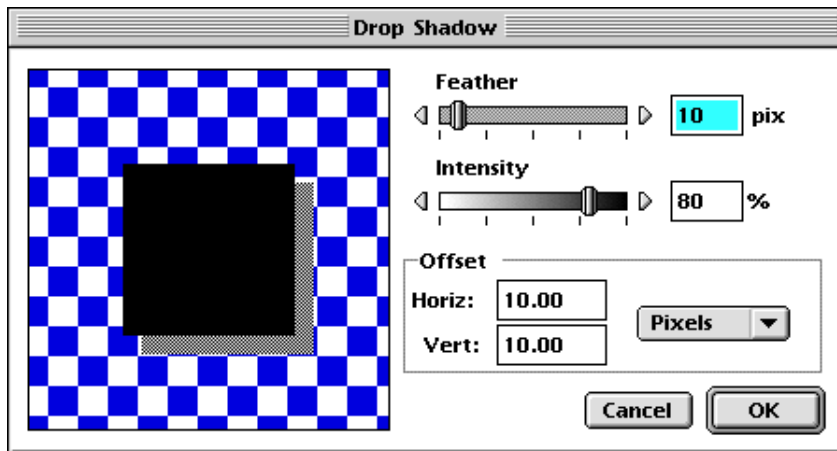 Drop Shadow
Feather
10 pix
Intensity
80 %
Offset
Horiz: 10.00
Pixels
Vert: 10.00
Cancel OK